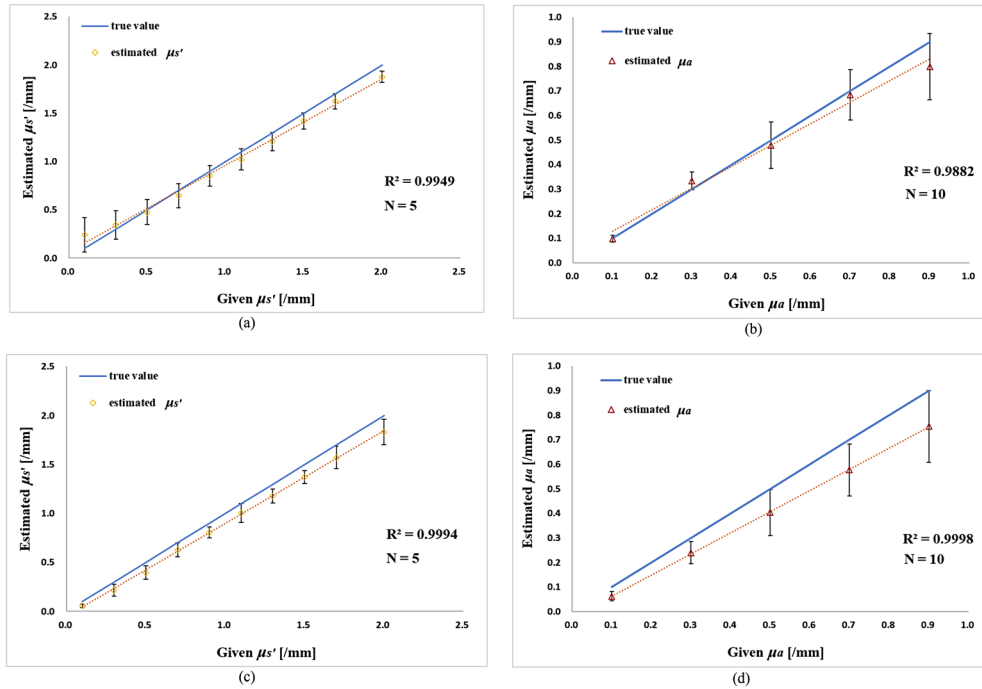 2.5
2.0
1.5
1.0
0.5
0.0
Estimated μs' [/mm]
true value
estimated μs'
R² = 0.9949
N = 5
0.0 0.5 1.0 1.5 2.0 2.5
Given μs' [/mm]
(a)
1.0
0.9
0.8
0.7
0.6
0.5
0.4
0.3
0.2
0.1
0.0
Estimated μa [/mm]
true value
estimated μa
R² = 0.9882
N = 10
0.0 0.1 0.2 0.3 0.4 0.5 0.6 0.7 0.8 0.9 1.0
Given μa [/mm]
(b)
2.5
2.0
1.5
1.0
0.5
0.0
Estimated μs' [/mm]
true value
estimated μs'
R² = 0.9994
N = 5
0.0 0.5 1.0 1.5 2.0 2.5
Given μs' [/mm]
(c)
1.0
0.9
0.8
0.7
0.6
0.5
0.4
0.3
0.2
0.1
0.0
Estimated μa [/mm]
true value
estimated μa
R² = 0.9998
N = 10
0.0 0.1 0.2 0.3 0.4 0.5 0.6 0.7 0.8 0.9 1.0
Given μa [/mm]
(d)